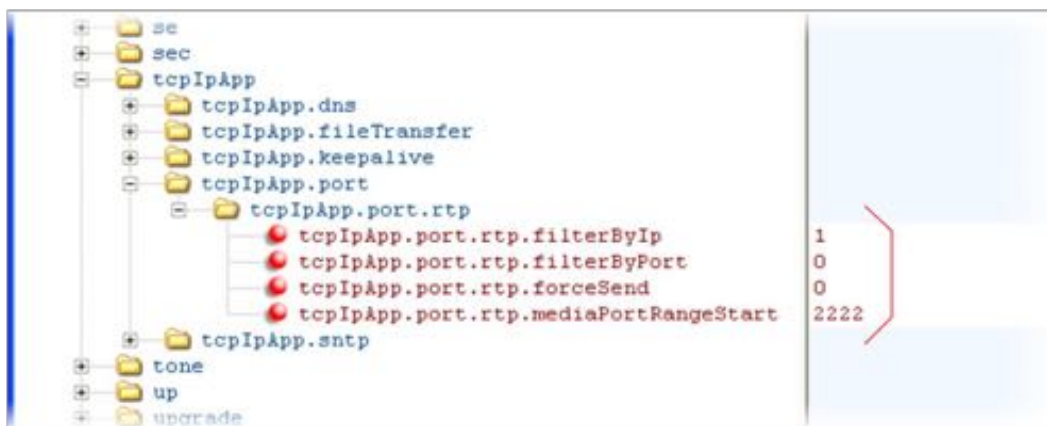 se
sec
tcpIpApp
tcpIpApp.dns
tcpIpApp.fileTransfer
tcpIpApp.keepalive
tcpIpApp.port
tcpIpApp.port.rtp
tcpIpApp.port.rtp.filterByIp 1
tcpIpApp.port.rtp.filterByPort 0
tcpIpApp.port.rtp.forceSend 0
tcpIpApp.port.rtp.mediaPortRangeStart 2222
tcpIpApp.sntp
tone
up
upgrade